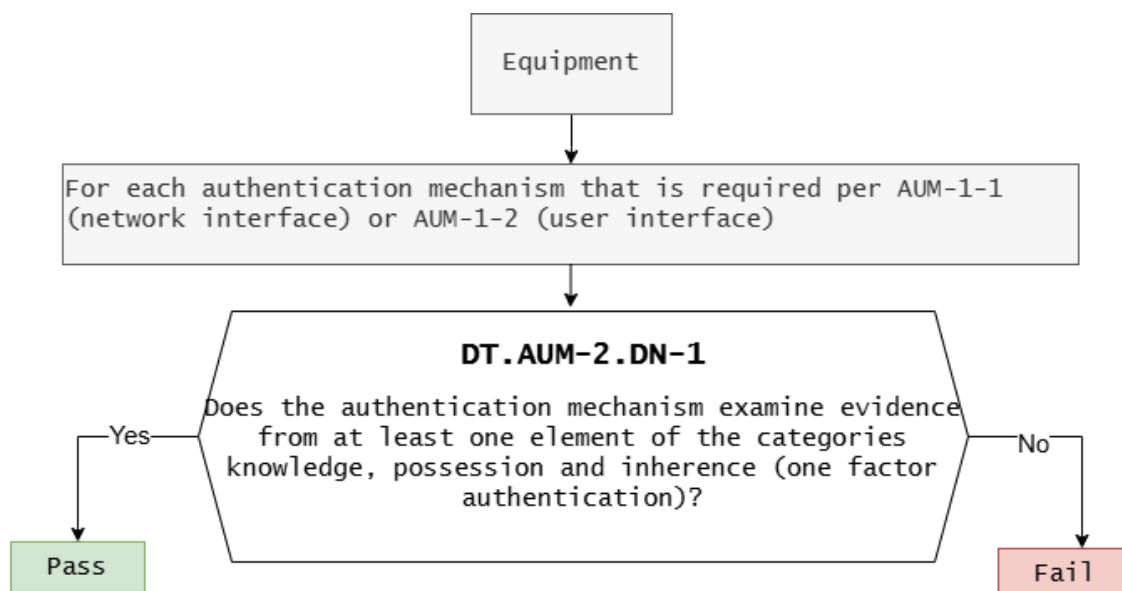 Equipment
For each authentication mechanism that is required per AUM-1-1
(network interface) or AUM-1-2 (user interface)
DT.AUM-2.DN-1
Does the authentication mechanism examine evidence
from at least one element of the categories
knowledge, possession and inherence (one factor
authentication)?
Yes
No
Pass
Fail